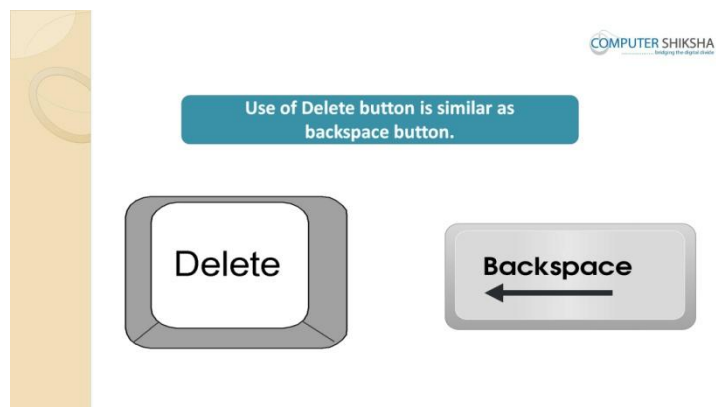 COMPUTER SHIKSHA
bridging the digital divide
Use of Delete button is similar as
backspace button.
Delete
Backspace